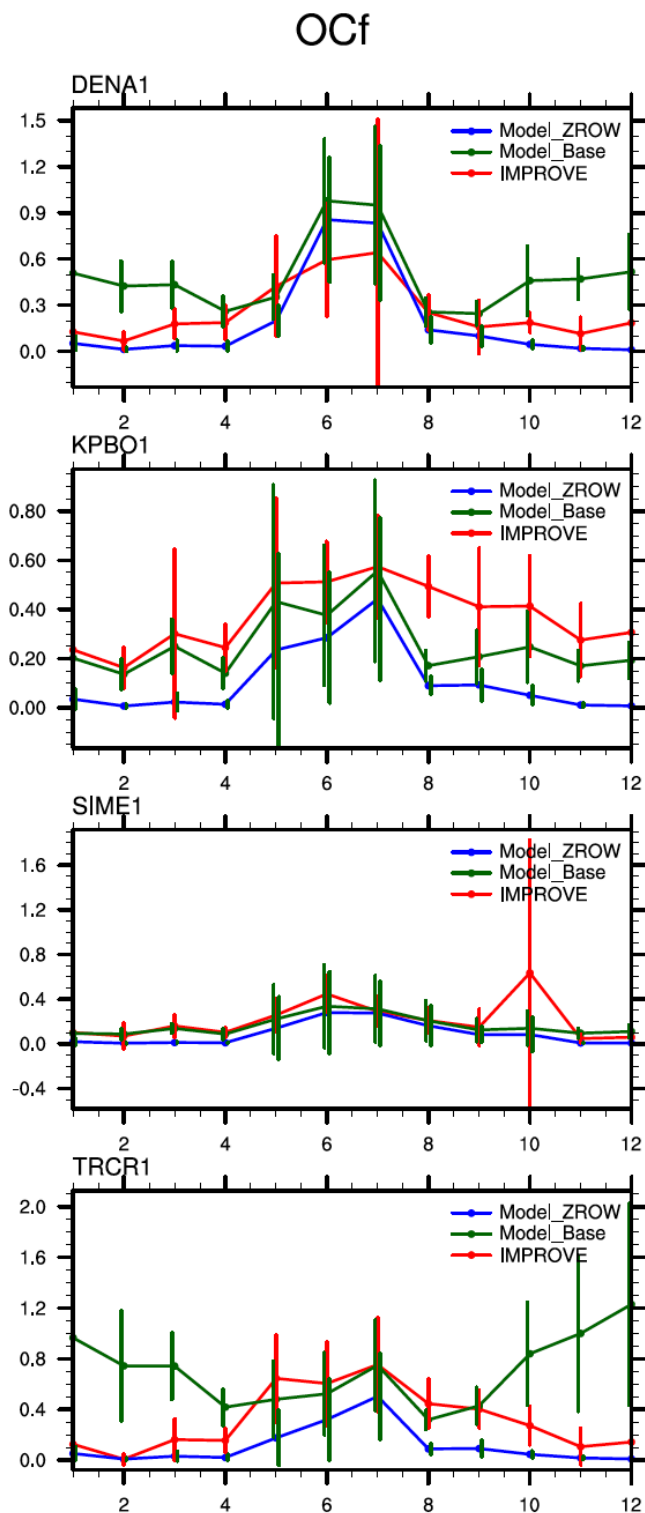 OCf
DENA1
1.5
1.2
0.9
0.6
0.3
0.0
Model_ZROW
Model_Base
IMPROVE
2 4 6 8 10 12
KPBO1
0.80
0.60
0.40
0.20
0.00
Model_ZROW
Model_Base
IMPROVE
2 4 6 8 10 12
SIME1
1.6
1.2
0.8
0.4
0.0
-0.4
Model_ZROW
Model_Base
IMPROVE
2 4 6 8 10 12
TRCR1
2.0
1.6
1.2
0.8
0.4
0.0
Model_ZROW
Model_Base
IMPROVE
2 4 6 8 10 12